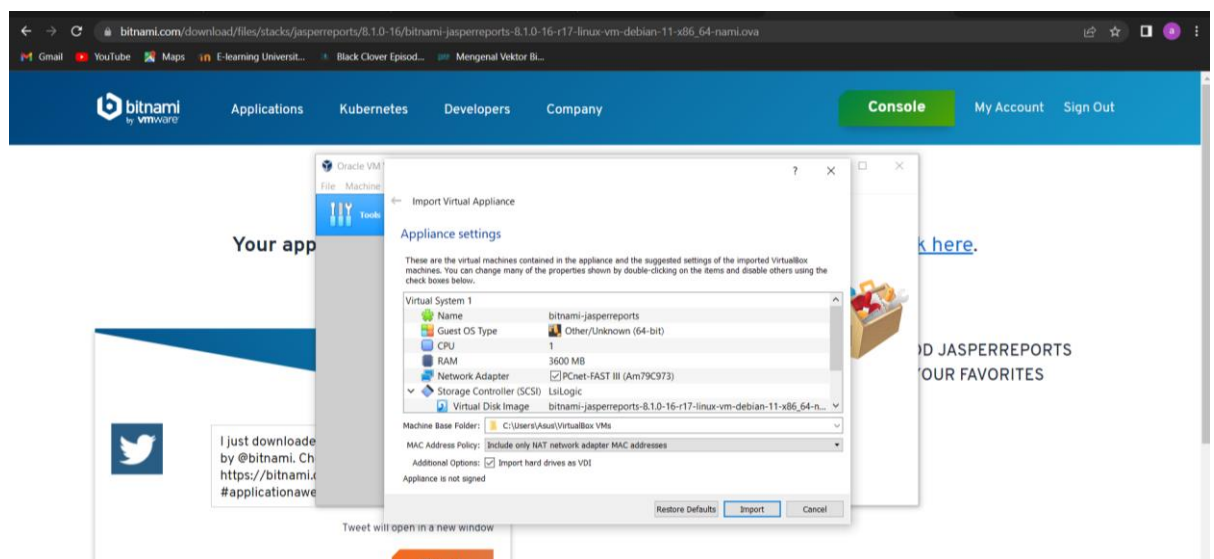 bitnami.com/download/files/stacks/jasperreports/8.1.0-16/bitnami-jasperreports-8.1.0-16-r17-linux-vm-debian-11-x86_64-nami.ova
a
Gmail YouTube Maps E-learning Universit... Black Clover Episod... Mengenal Vektor Bi...
bitnami
by vmware
Applications Kubernetes Developers Company Console My Account Sign Out
Oracle VM
File Machine
Tools
? ×
Import Virtual Appliance
Appliance settings
These are the virtual machines contained in the appliance and the suggested settings of the imported VirtualBox
machines. You can change many of the properties shown by double-clicking on the items and disable others using the
check boxes below.
Virtual System 1
Name bitnami-jasperreports
Guest OS Type Other/Unknown (64-bit)
CPU 1
RAM 3600 MB
Network Adapter PCnet-FAST III (Am79C973)
Storage Controller (SCSI) LsiLogic
Virtual Disk Image bitnami-jasperreports-8.1.0-16-r17-linux-vm-debian-11-x86_64-n...
Machine Base Folder: C:\Users\Asus\VirtualBox VMs
MAC Address Policy: Include only NAT network adapter MAC addresses
Additional Options: Import hard drives as VDI
Appliance is not signed
Restore Defaults Import Cancel
Your app
here.
JASPERREPORTS
OUR FAVORITES
I just downloade
by @bitnami. Ch
https://bitnami.
#applicationawe
Tweet will open in a new window